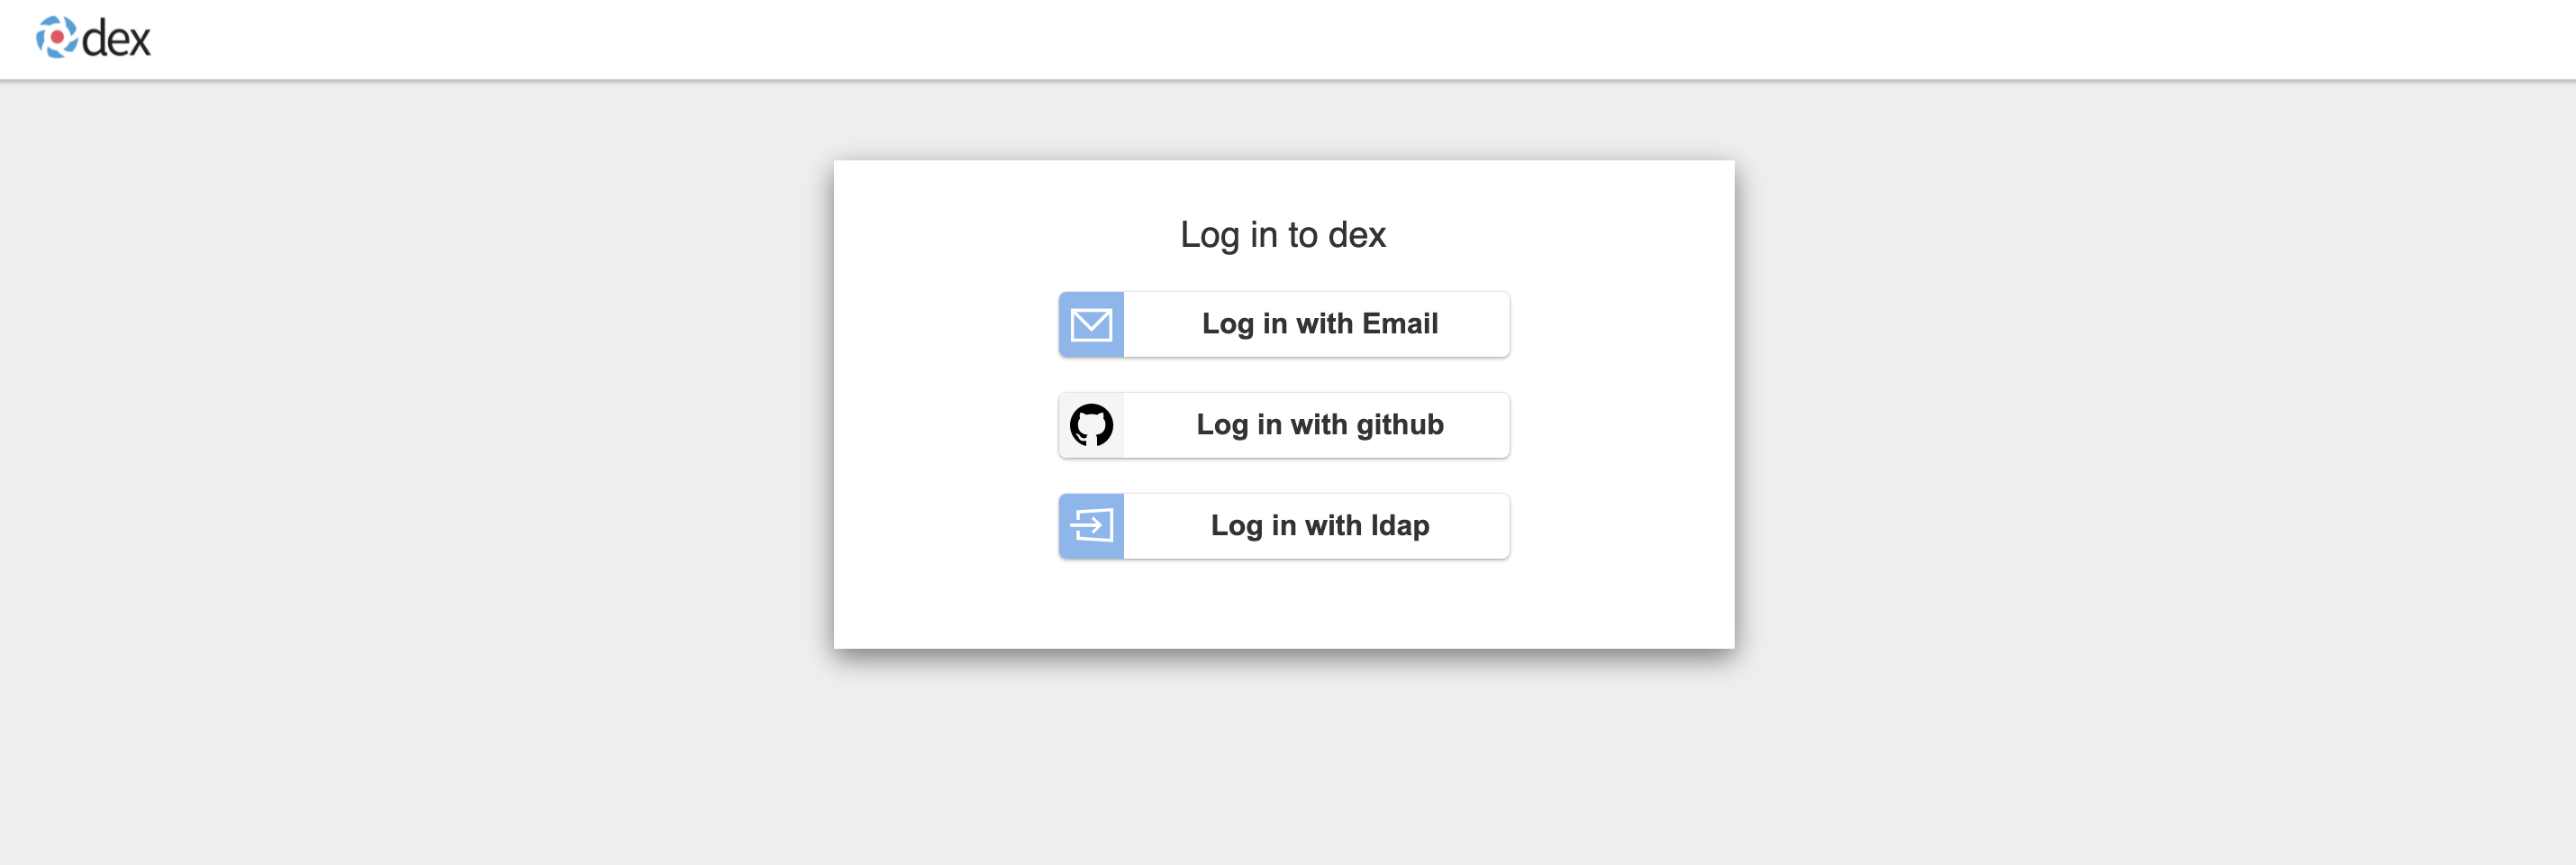 dex
Log in to dex
Log in with Email
Log in with github
Log in with ldap